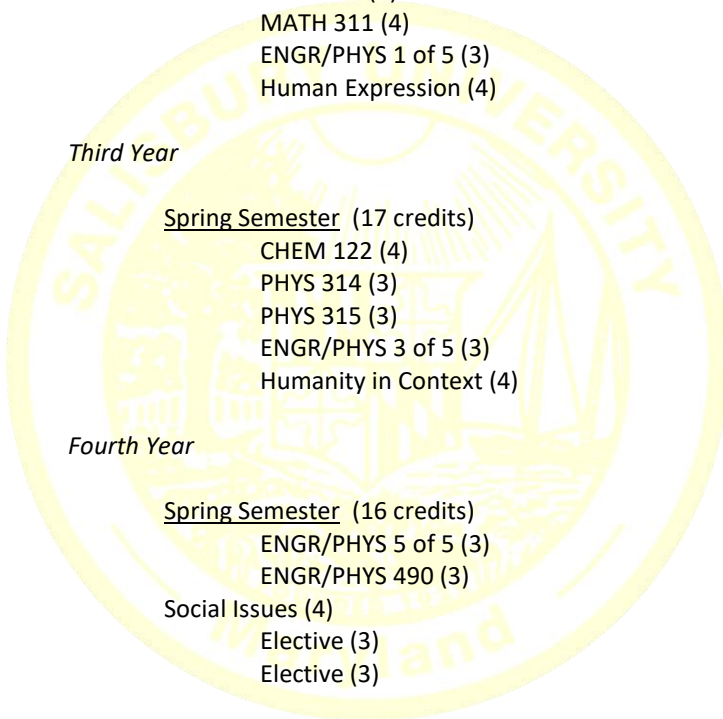 MATH 311 (4)
ENGR/PHYS 1 of 5 (3)
Human Expression (4)
Third Year
Spring Semester (17 credits)
CHEM 122 (4)
PHYS 314 (3)
PHYS 315 (3)
ENGR/PHYS 3 of 5 (3)
Humanity in Context (4)
Fourth Year
Spring Semester (16 credits)
ENGR/PHYS 5 of 5 (3)
ENGR/PHYS 490 (3)
Social Issues (4)
Elective (3)
Elective (3)
SALISBURY UNIVERSITY
Maryland